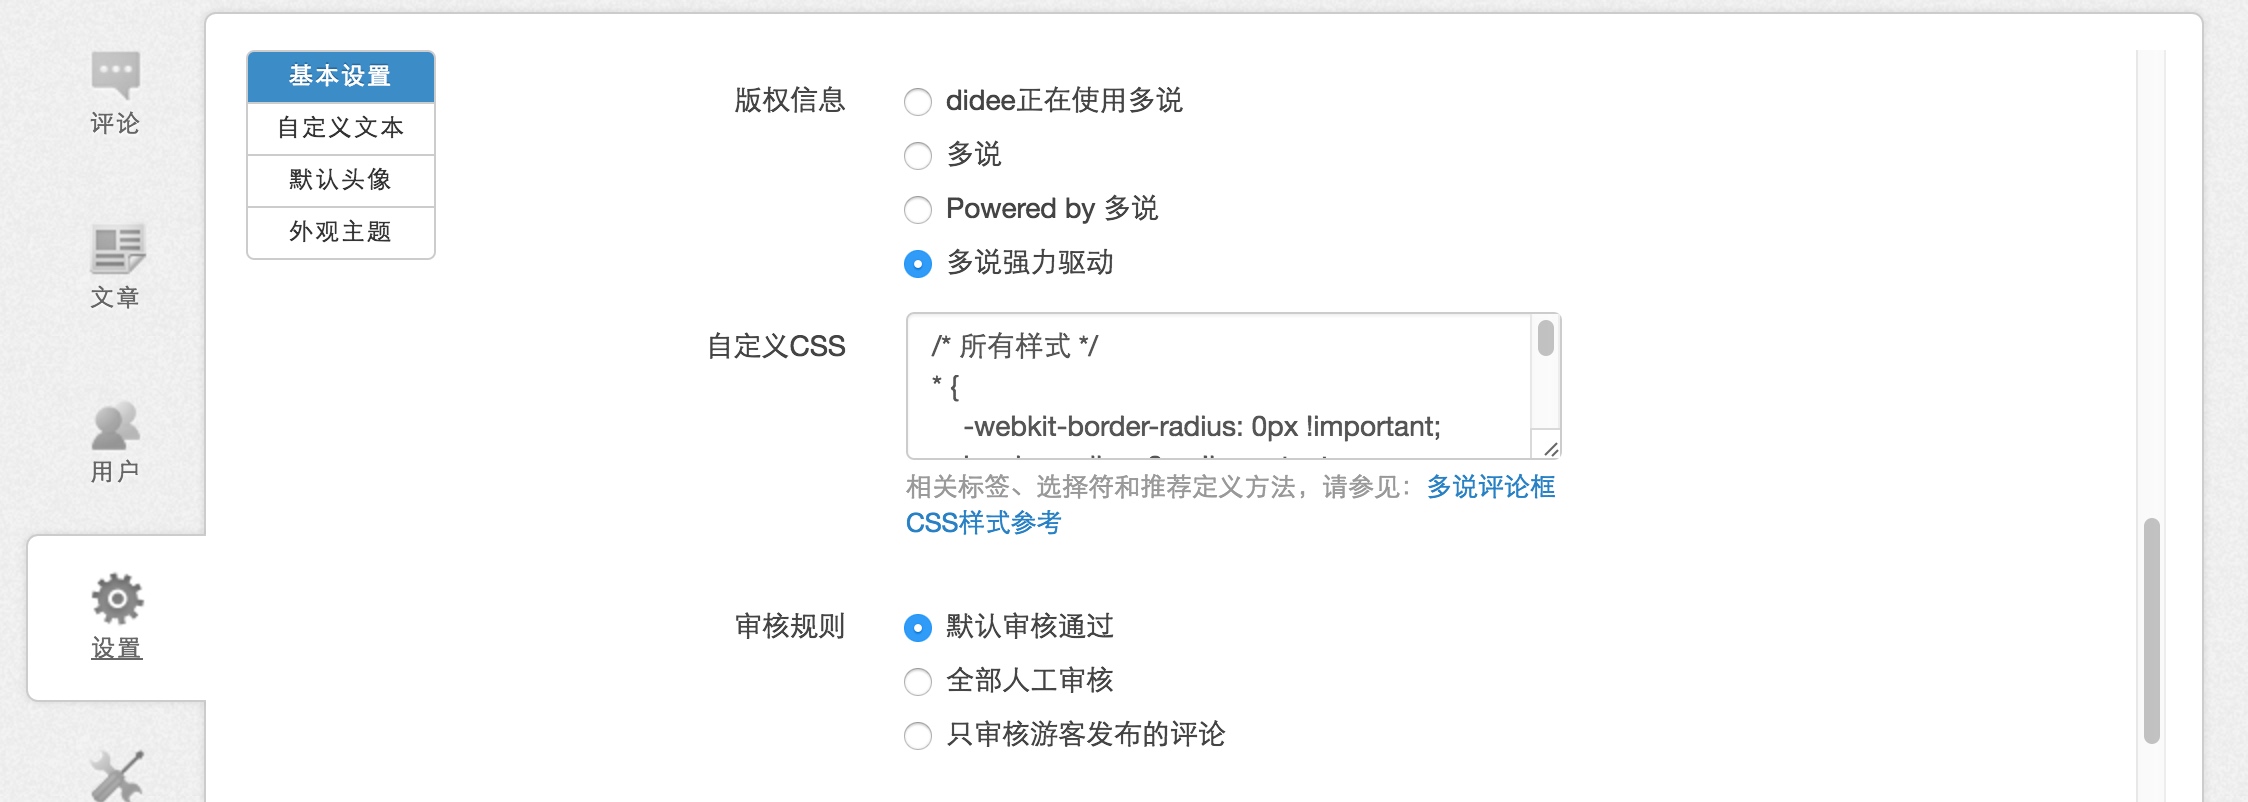 评论
文章
用户
设置
基本设置
自定义文本
默认头像
外观主题
版权信息
didee正在使用多说
多说
Powered by 多说
多说强力驱动
自定义CSS
/* 所有样式 */
* {
-webkit-border-radius: 0px !important;
相关标签、选择符和推荐定义方法，请参见：多说评论框
CSS样式参考
审核规则
默认审核通过
全部人工审核
只审核游客发布的评论